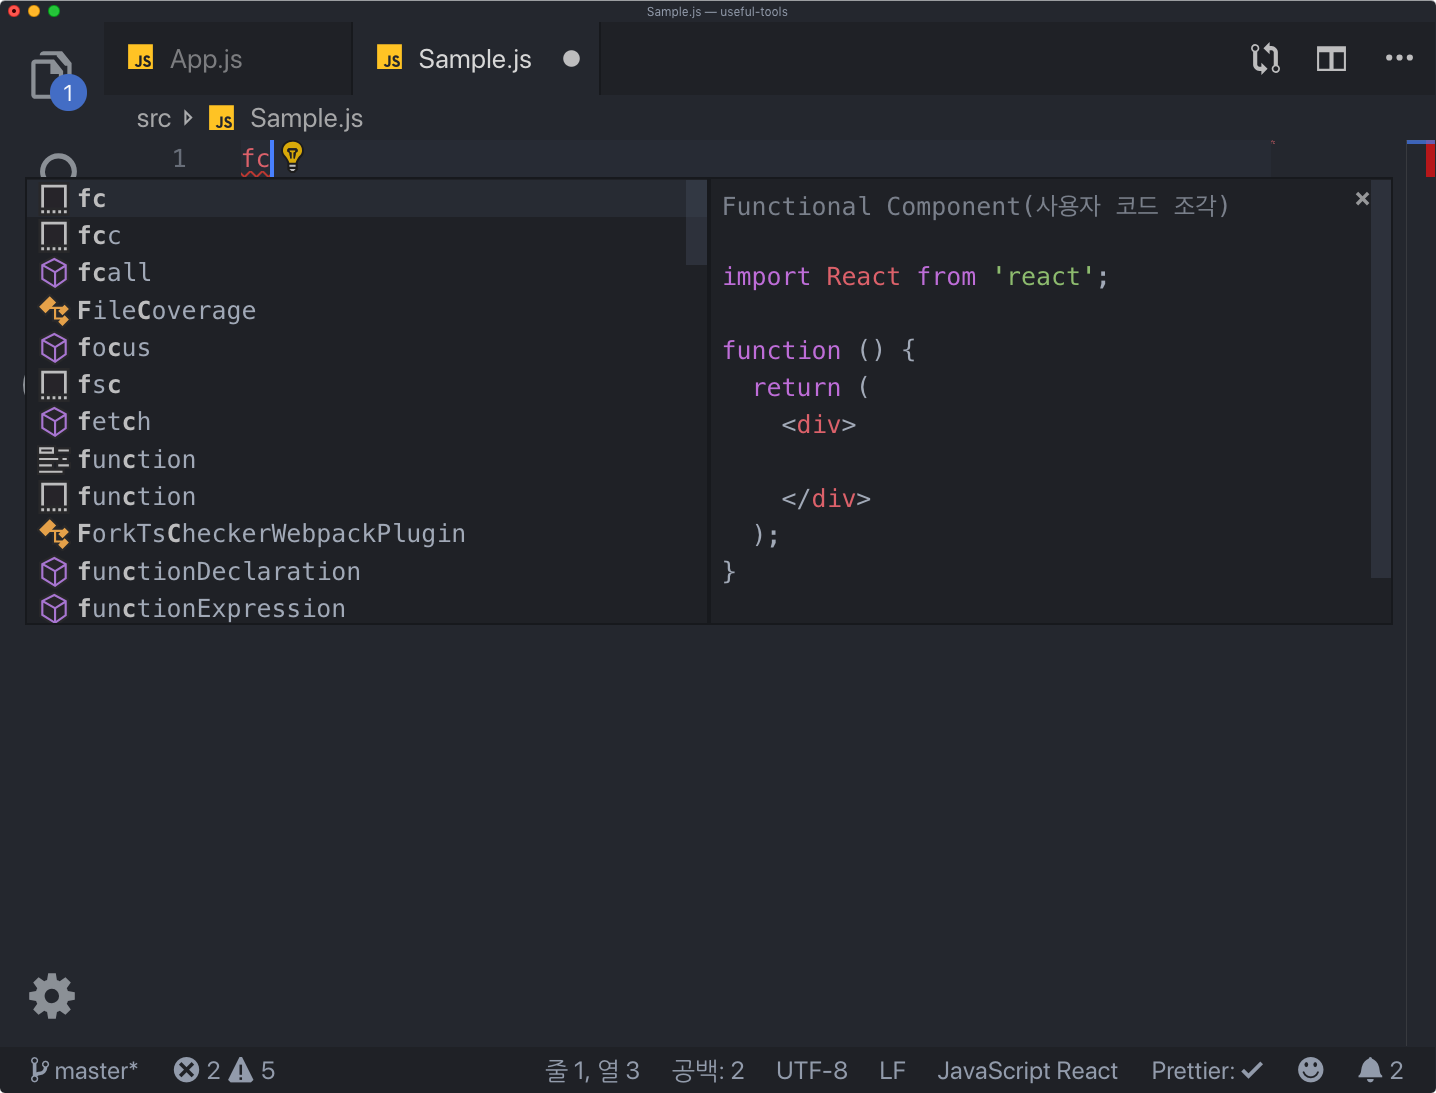 Sample.js — useful-tools
JS App.js
JS Sample.js
1
src JS Sample.js
1 fc
fc
fcc
fcall
FileCoverage
focus
fsc
fetch
function
function
ForkTsCheckerWebpackPlugin
functionDeclaration
functionExpression
Functional Component(사용자 코드 조각)
import React from 'react';
function () {
return (
<div>
</div>
);
}
master* 2 5 줄 1, 열 3 공백: 2 UTF-8 LF JavaScript React Prettier: 2